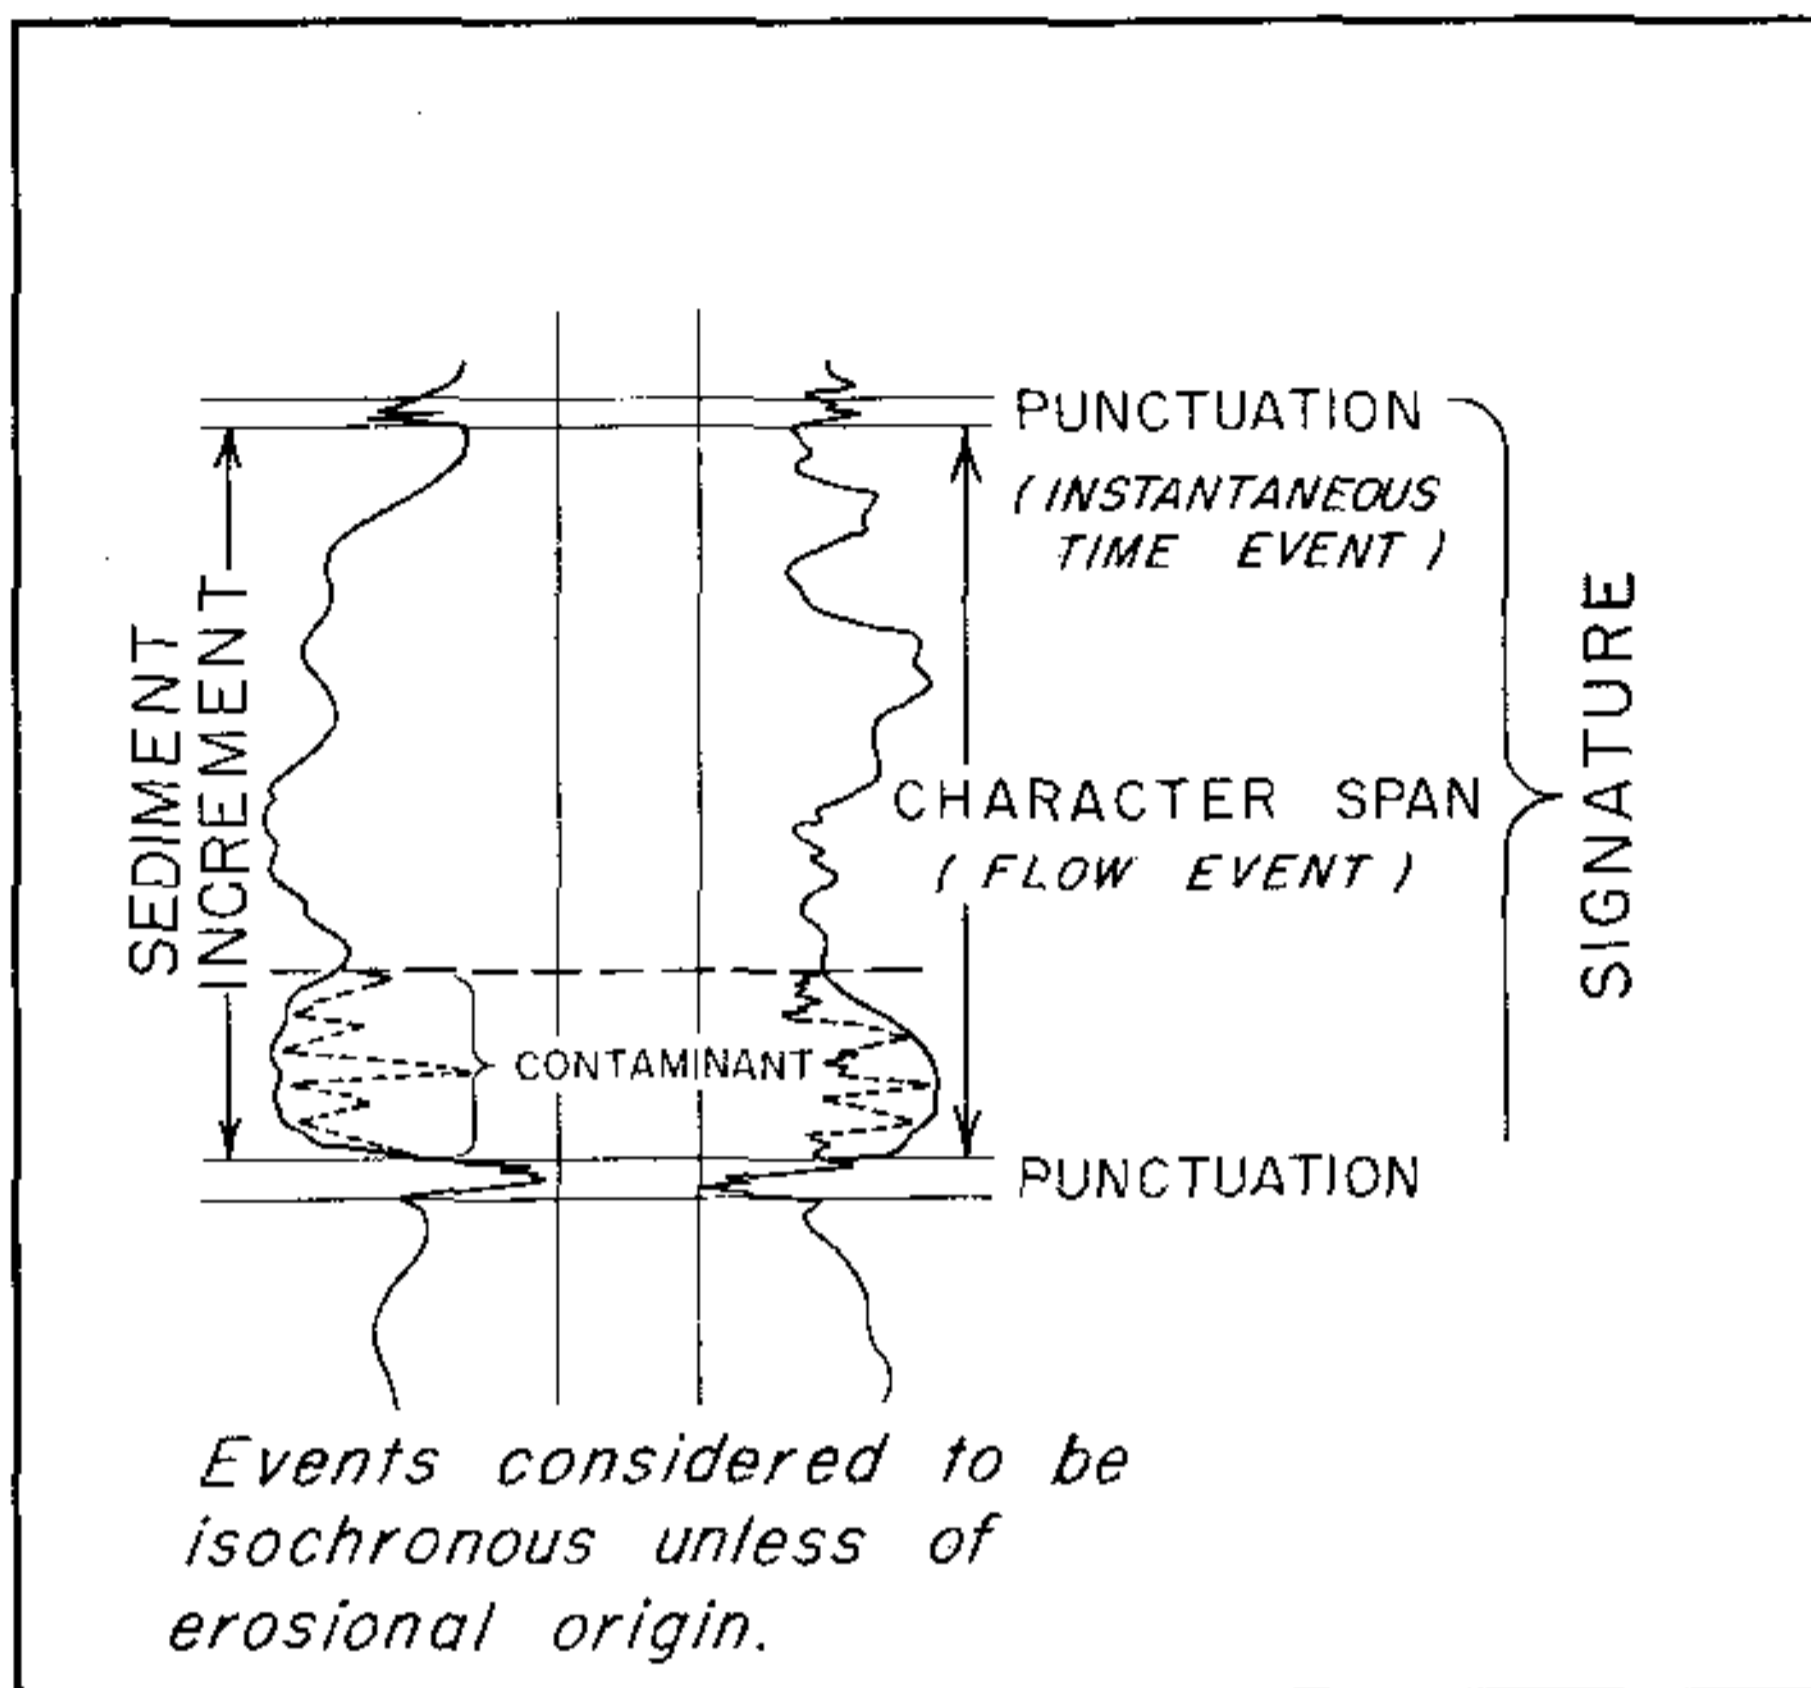 PUNCTUATION
(INSTANTANEOUS
TIME EVENT)
SEDIMENT
INCREMENT
CHARACTER SPAN
(FLOW EVENT)
SIGNATURE
CONTAMINANT
PUNCTUATION
Events considered to be
isochronous unless of
erosional origin.